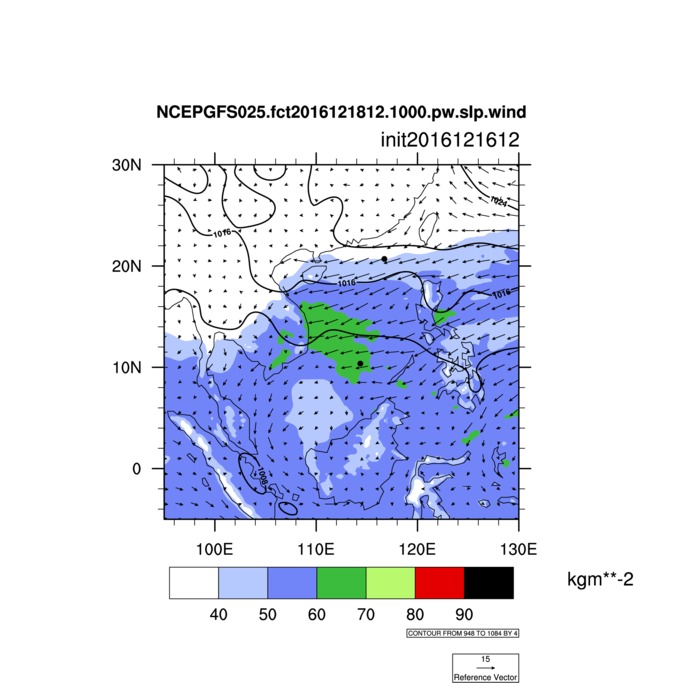 NCEPGFS025.fct2016121812.1000.pw.slp.wind
init2016121612
30N
1024
1016
20N
1016
1016
10N
0
1008
100E 110E 120E 130E
kgm**-2
40 50 60 70 80 90
CONTOUR FROM 948 TO 1084 BY 4
15
Reference Vector